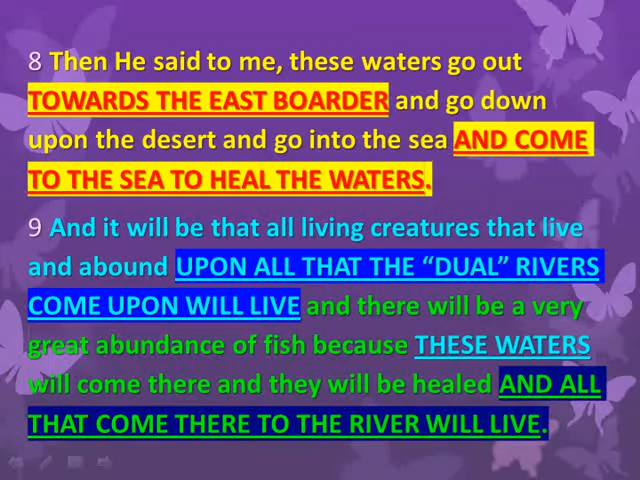 8 Then He said to me, these waters go out
TOWARDS THE EAST BOARDER and go down
upon the desert and go into the sea AND COME
TO THE SEA TO HEAL THE WATERS.
9 And it will be that all living creatures that live
and abound UPON ALL THAT THE “DUAL” RIVERS
COME UPON WILL LIVE and there will be a very
great abundance of fish because THESE WATERS
will come there and they will be healed AND ALL
THAT COME THERE TO THE RIVER WILL LIVE.